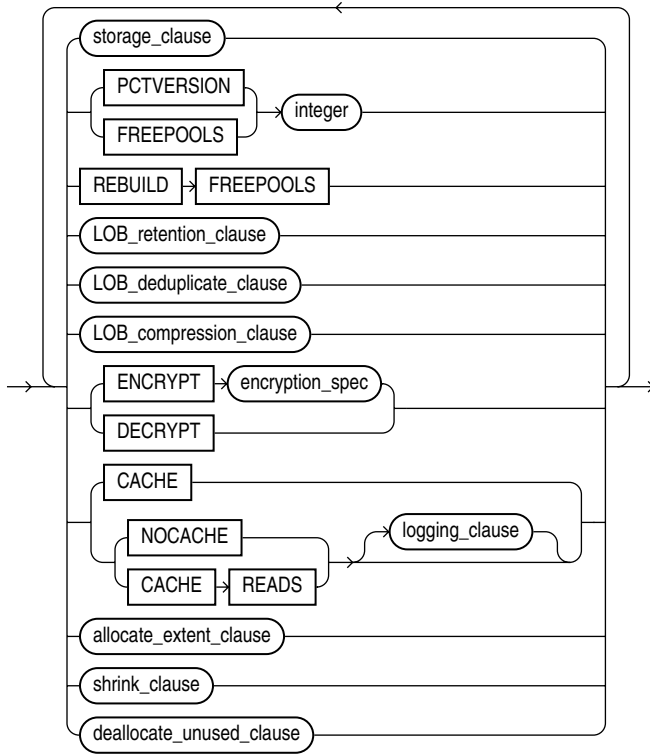 storage_clause
PCTVERSION
integer
FREEPOOLS
REBUILD FREEPOOLS
LOB_retention_clause
LOB_deduplicate_clause
LOB_compression_clause
ENCRYPT encryption_spec
DECRYPT
CACHE
NOCACHE logging_clause
CACHE READS
allocate_extent_clause
shrink_clause
deallocate_unused_clause